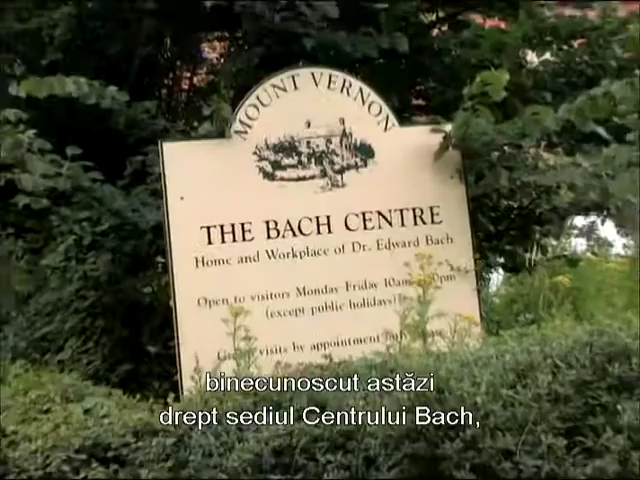 MOUNT VERNON
THE BACH CENTRE
HOME AND WORKPLACE OF DR. EDWARD BACH
OPEN TO VISITORS MONDAY FRIDAY 10AM
(EXCEPT PUBLIC HOLIDAYS)
VISITS BY APPOINTMENT
binecunoscut astăzi
drept sediul Centrului Bach,